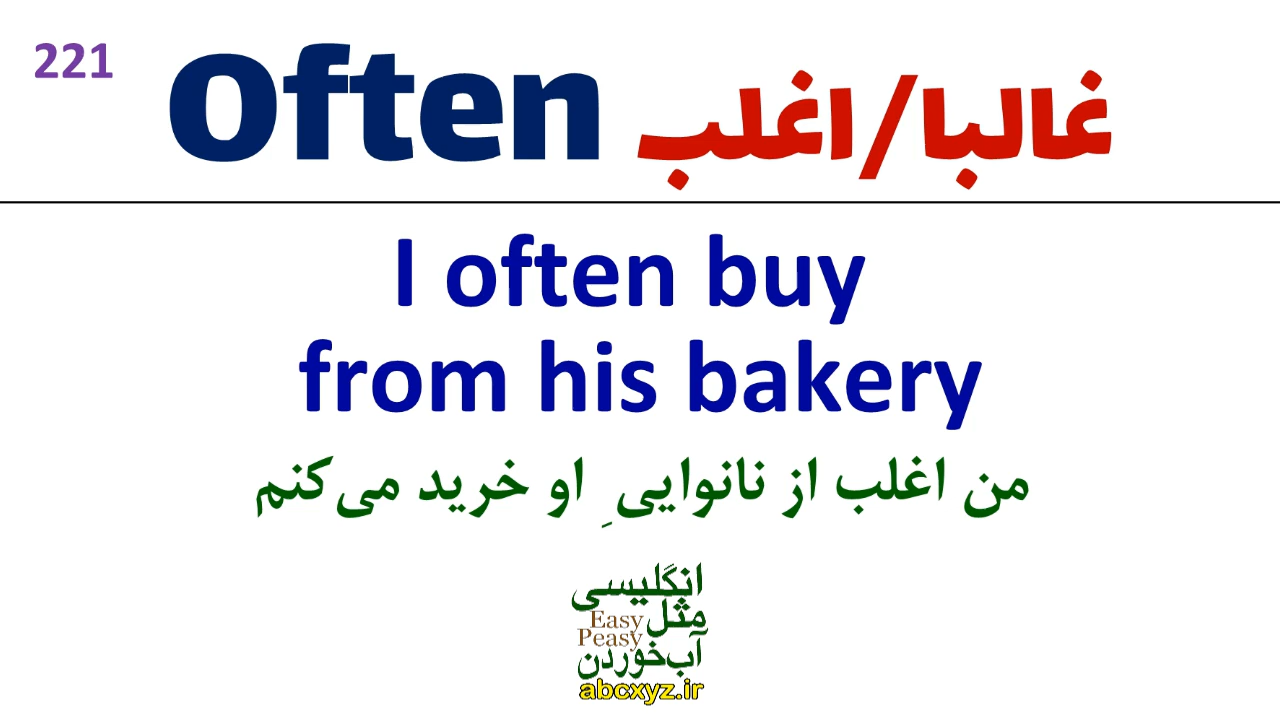 221
Often غالبا/اغلب
I often buy
from his bakery
من اغلب از نانواییِ او خرید می‌کنم
انگلیسی
مثل Easy
Peasy
آب‌خوردن
abcxyz.ir